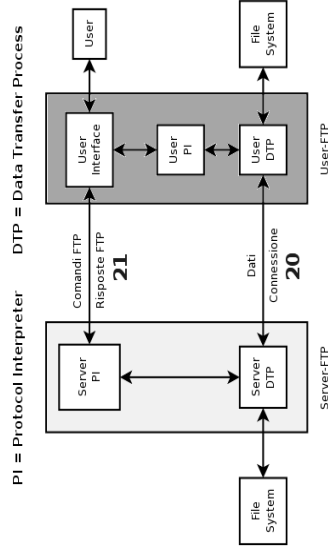 PI = Protocol Interpreter
DTP = Data Transfer Process
Server
PI
Comandi FTP
Risposte FTP
21
User
Interface
User
User
PI
File
System
Server
DTP
Dati
Connessione
20
User
DTP
File
System
Server-FTP
User-FTP